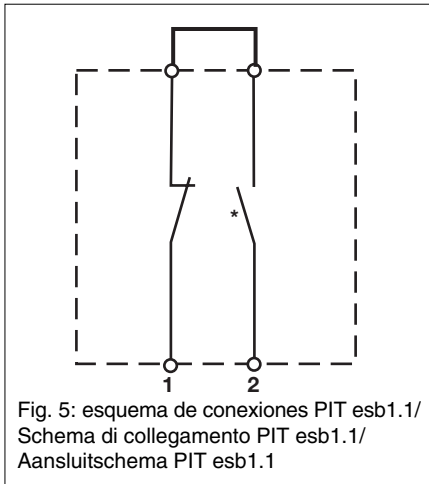 *
1 2
Fig. 5: esquema de conexiones PIT esb1.1/
Schema di collegamento PIT esb1.1/
Aansluitschema PIT esb1.1